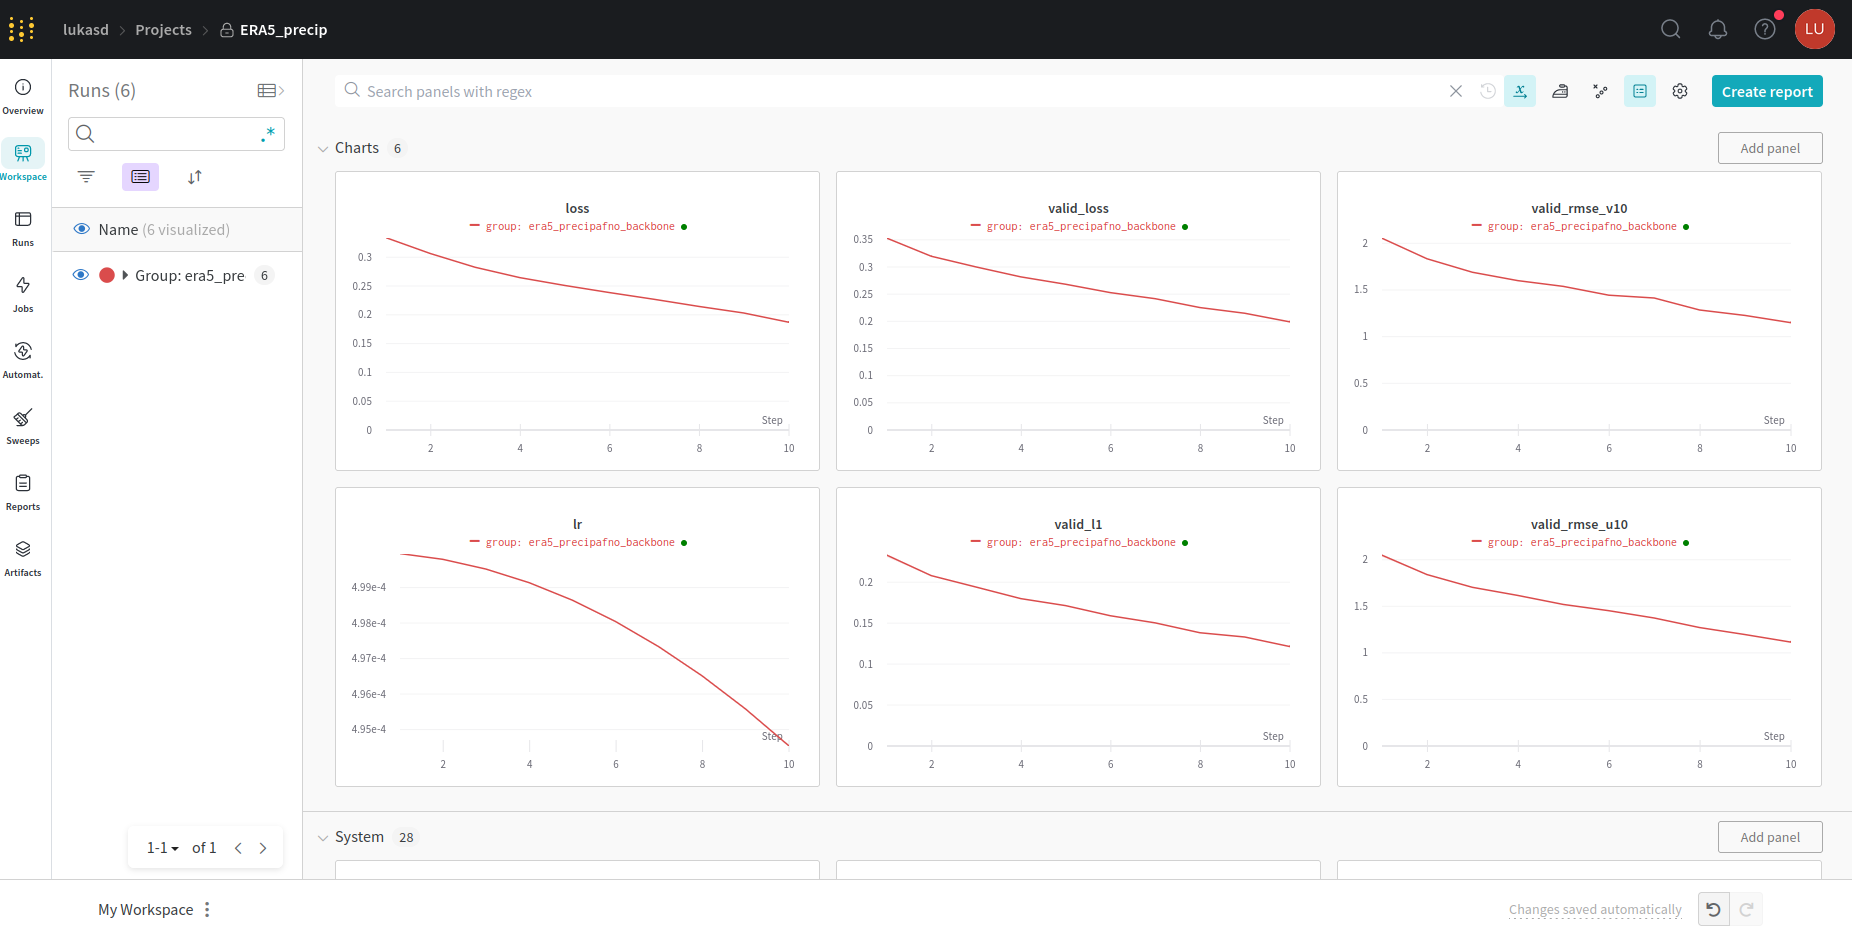 lukasd > Projects > ERA5_precip
LU
Overview
Workspace
Runs
Jobs
Automat.
Sweeps
Reports
Artifacts
Runs (6)
.*
Name (6 visualized)
Group: era5_pre 6
1-1 of 1
Search panels with regex
Create report
Charts 6
Add panel
loss
group: era5_precipafno_backbone
0.3
0.25
0.2
0.15
0.1
0.05
0
Step
2 4 6 8 10
valid_loss
group: era5_precipafno_backbone
0.35
0.3
0.25
0.2
0.15
0.1
0.05
0
Step
2 4 6 8 10
valid_rmse_v10
group: era5_precipafno_backbone
2
1.5
1
0.5
0
Step
2 4 6 8 10
lr
group: era5_precipafno_backbone
4.99e-4
4.98e-4
4.97e-4
4.96e-4
4.95e-4
Step
2 4 6 8 10
valid_l1
group: era5_precipafno_backbone
0.2
0.15
0.1
0.05
0
Step
2 4 6 8 10
valid_rmse_u10
group: era5_precipafno_backbone
2
1.5
1
0.5
0
Step
2 4 6 8 10
System 28
Add panel
My Workspace
Changes saved automatically